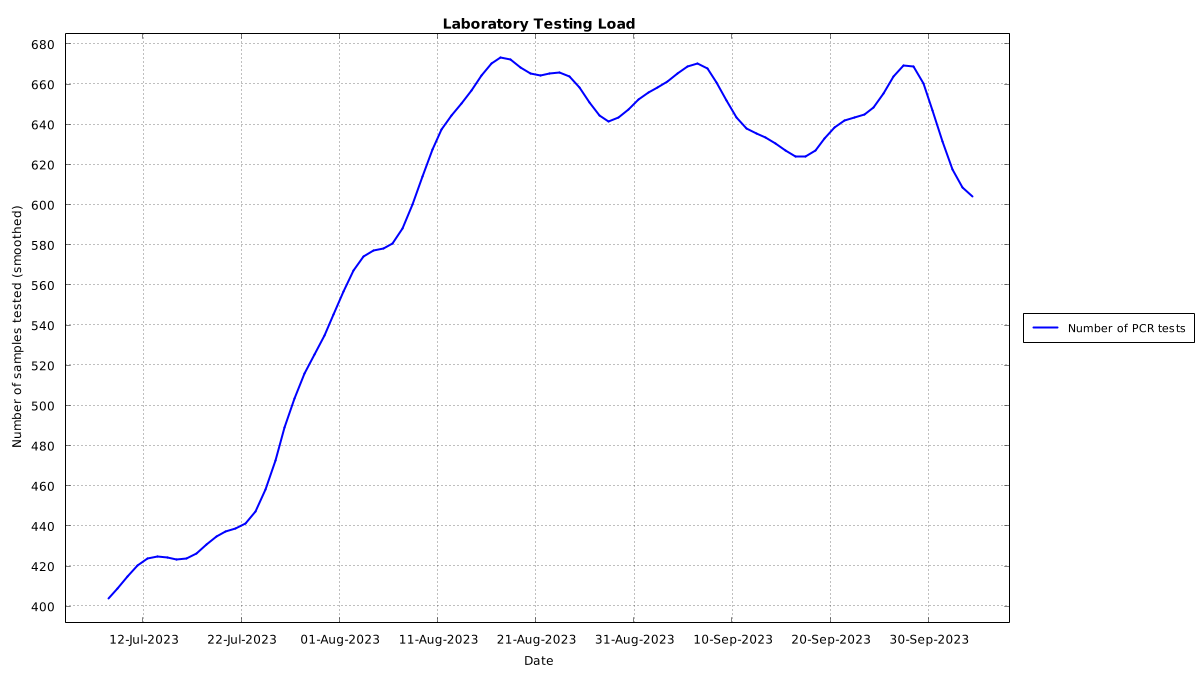 Laboratory Testing Load
680
660
640
620
600
580
560
540
520
500
480
460
440
420
400
Number of samples tested (smoothed)
12-Jul-2023
22-Jul-2023
01-Aug-2023
11-Aug-2023
21-Aug-2023
31-Aug-2023
10-Sep-2023
20-Sep-2023
30-Sep-2023
Date
Number of PCR tests